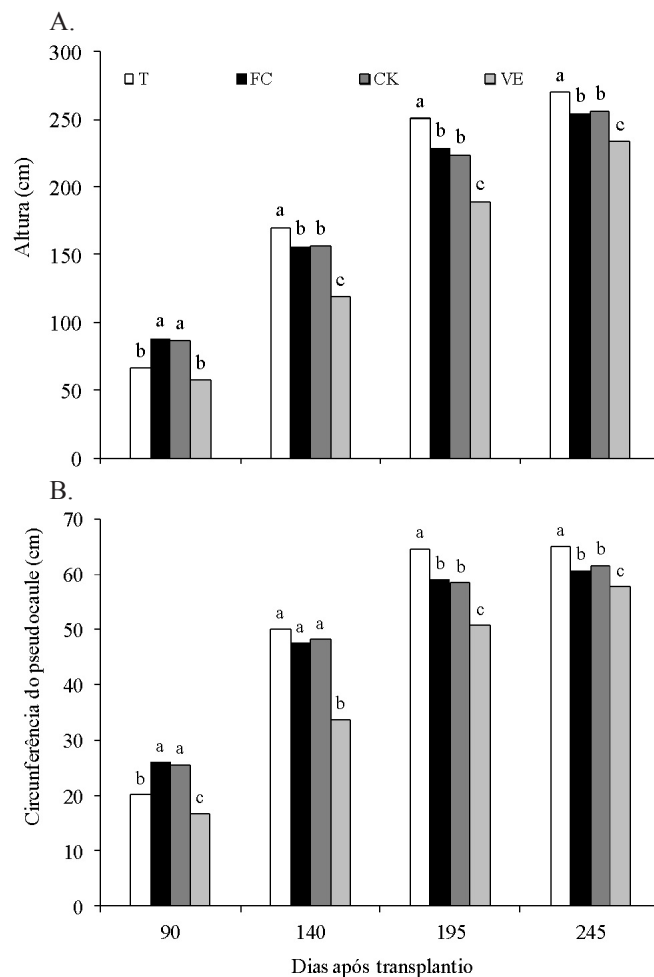 A.
300
T FC CK VE
a
b b
c
250
a
b b
c
200
a
b b
c
150
a a
b b
100
50
0
Altura (cm)
B.
70
a
b b
c
a
b b
c
60
a a a
b
50
40
a a
b
c
30
20
10
0
Circunferência do pseudocaule (cm)
90 140 195 245
Dias após transplantio